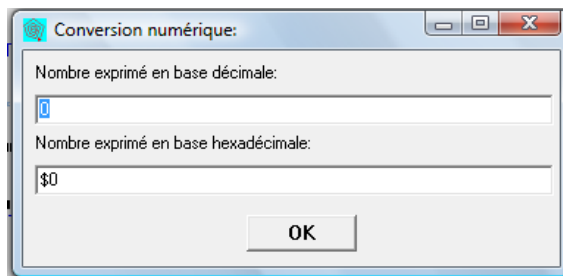 Conversion numérique:
Nombre exprimé en base décimale:
0
Nombre exprimé en base hexadécimale:
$0
OK